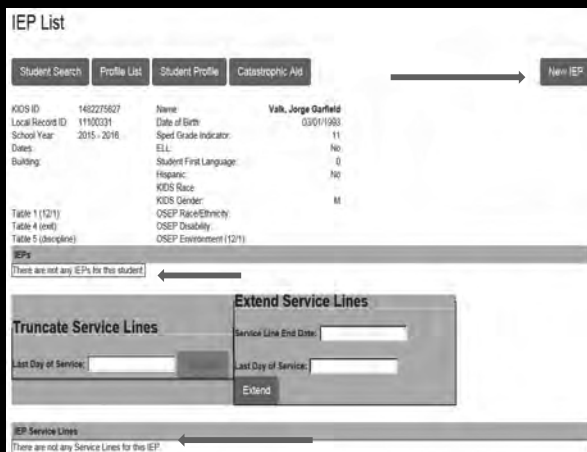 IEP List
Student Search Profile List Student Profile Catastrophic Aid New IEP
KIDS ID 1482275627 Name Valk, Jorge Garfield
Local Record ID 11100331 Date of Birth 03/01/1993
School Year 2015 - 2016 Sped Grade Indicator: 11
Dates: ELL: No
Building: Student First Language: 0
Hispanic: No
KIDS Race
KIDS Gender: M
Table 1 (12/1) OSEP Race/Ethnicity:
Table 4 (exit) OSEP Disability:
Table 5 (discipline) OSEP Environment (12/1)
IEPs
There are not any IEPs for this student
Truncate Service Lines
Last Day of Service:
Extend Service Lines
Service Line End Date:
Last Day of Service:
Extend
IEP Service Lines
There are not any Service Lines for this IEP.